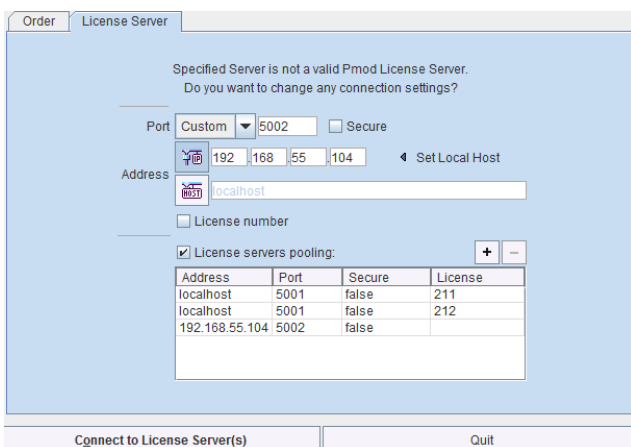 Order License Server
Specified Server is not a valid Pmod License Server.
Do you want to change any connection settings?
Port Custom 5002 Secure
IP 192 .168 .55 .104 Set Local Host
Address
HOST localhost
License number
License servers pooling: + −
Address Port Secure License
localhost 5001 false 211
localhost 5001 false 212
192.168.55.104 5002 false
Connect to License Server(s) Quit